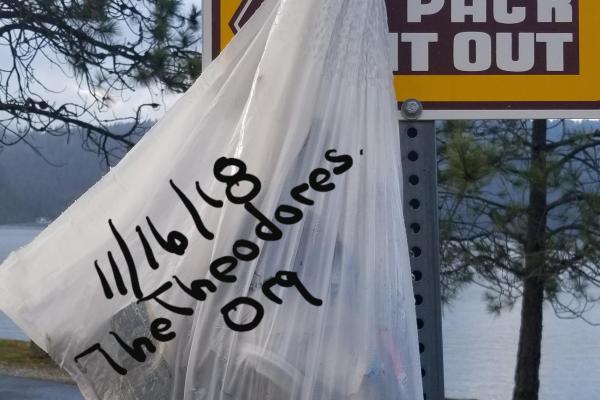 PACK
IT OUT
11/16/18
TheTheodores.
Org